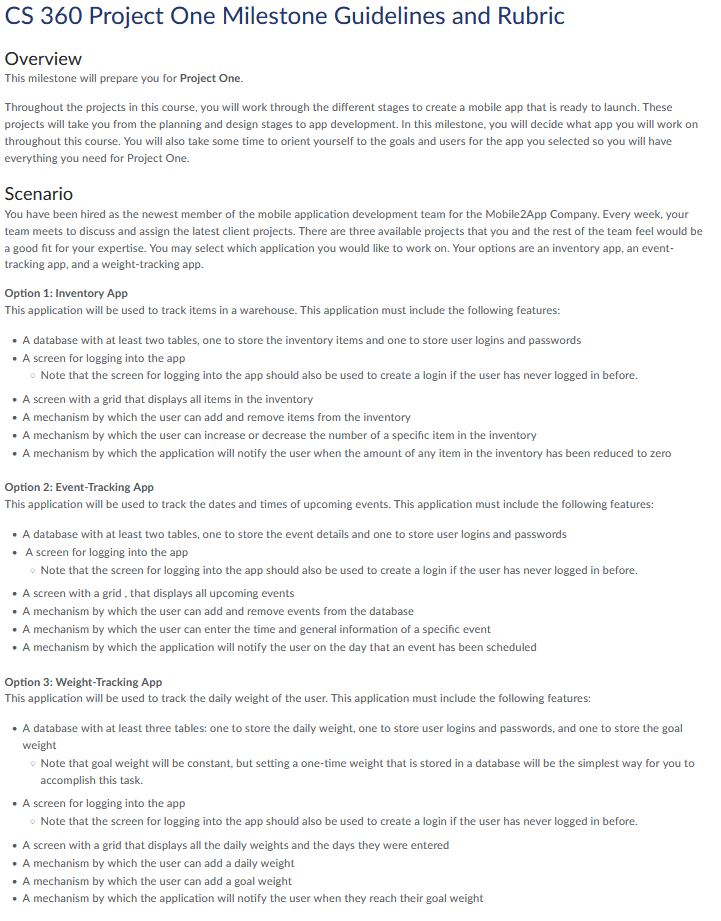 CS 360 Project One Milestone Guidelines and Rubric
Overview
This milestone will prepare you for Project One.
Throughout the projects in this course, you will work through the different stages to create a mobile app that is ready to launch. These
projects will take you from the planning and design stages to app development. In this milestone, you will decide what app you will work on
throughout this course. You will also take some time to orient yourself to the goals and users for the app you selected so you will have
everything you need for Project One.
Scenario
You have been hired as the newest member of the mobile application development team for the Mobile2App Company. Every week, your
team meets to discuss and assign the latest client projects. There are three available projects that you and the rest of the team feel would be
a good fit for your expertise. You may select which application you would like to work on. Your options are an inventory app, an event-
tracking app, and a weight-tracking app.
Option 1: Inventory App
This application will be used to track items in a warehouse. This application must include the following features:
• A database with at least two tables, one to store the inventory items and one to store user logins and passwords
• A screen for logging into the app
◦ Note that the screen for logging into the app should also be used to create a login if the user has never logged in before.
• A screen with a grid that displays all items in the inventory
• A mechanism by which the user can add and remove items from the inventory
• A mechanism by which the user can increase or decrease the number of a specific item in the inventory
• A mechanism by which the application will notify the user when the amount of any item in the inventory has been reduced to zero
Option 2: Event-Tracking App
This application will be used to track the dates and times of upcoming events. This application must include the following features:
• A database with at least two tables, one to store the event details and one to store user logins and passwords
• A screen for logging into the app
◦ Note that the screen for logging into the app should also be used to create a login if the user has never logged in before.
• A screen with a grid , that displays all upcoming events
• A mechanism by which the user can add and remove events from the database
• A mechanism by which the user can enter the time and general information of a specific event
• A mechanism by which the application will notify the user on the day that an event has been scheduled
Option 3: Weight-Tracking App
This application will be used to track the daily weight of the user. This application must include the following features:
• A database with at least three tables: one to store the daily weight, one to store user logins and passwords, and one to store the goal
weight
◦ Note that goal weight will be constant, but setting a one-time weight that is stored in a database will be the simplest way for you to
accomplish this task.
• A screen for logging into the app
◦ Note that the screen for logging into the app should also be used to create a login if the user has never logged in before.
• A screen with a grid that displays all the daily weights and the days they were entered
• A mechanism by which the user can add a daily weight
• A mechanism by which the user can add a goal weight
• A mechanism by which the application will notify the user when they reach their goal weight